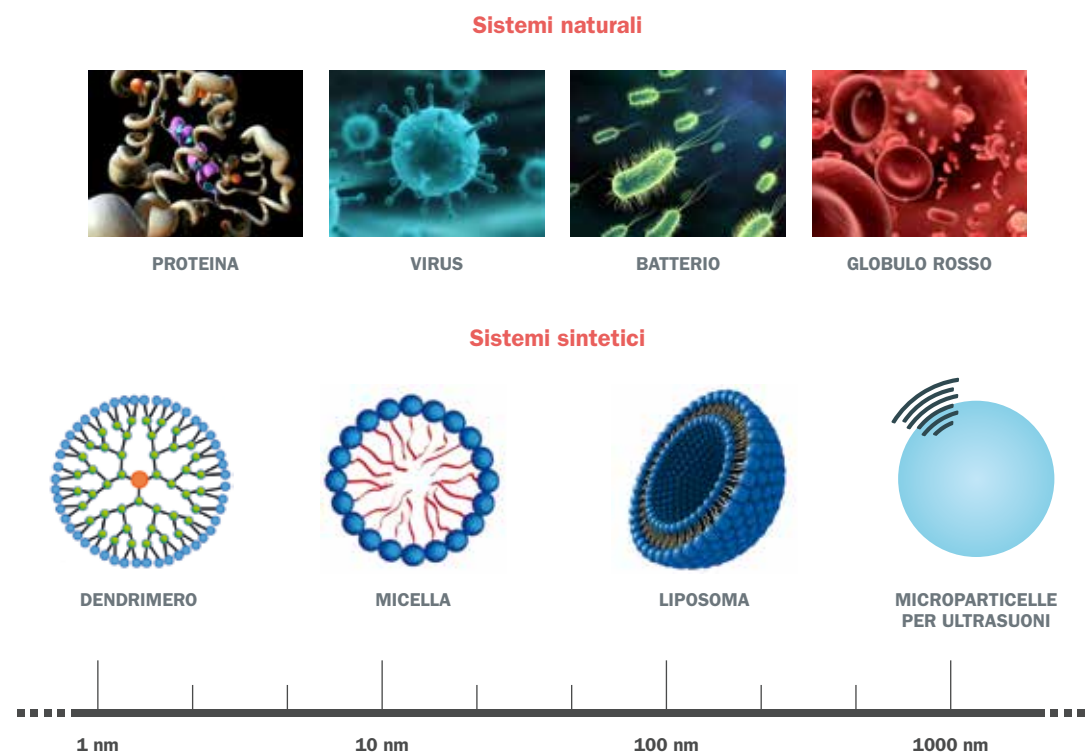 Sistemi naturali
PROTEINA
VIRUS
BATTERIO
GLOBULO ROSSO
Sistemi sintetici
DENDRIMERO
MICELLA
LIPOSOMA
MICROPARTICELLE
PER ULTRASUONI
1 nm
10 nm
100 nm
1000 nm